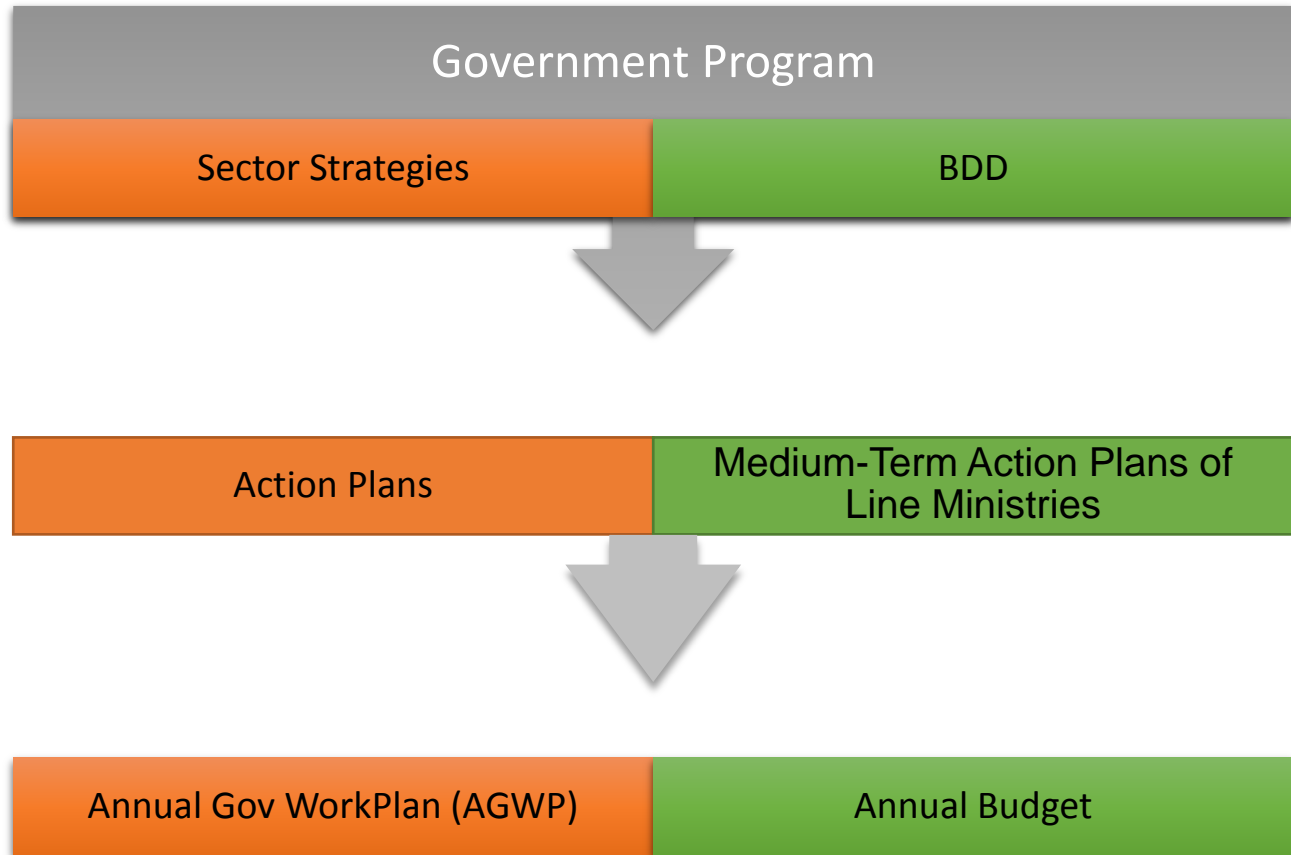 Government Program
Sector Strategies
BDD
Action Plans
Medium-Term Action Plans of
Line Ministries
Annual Gov WorkPlan (AGWP)
Annual Budget